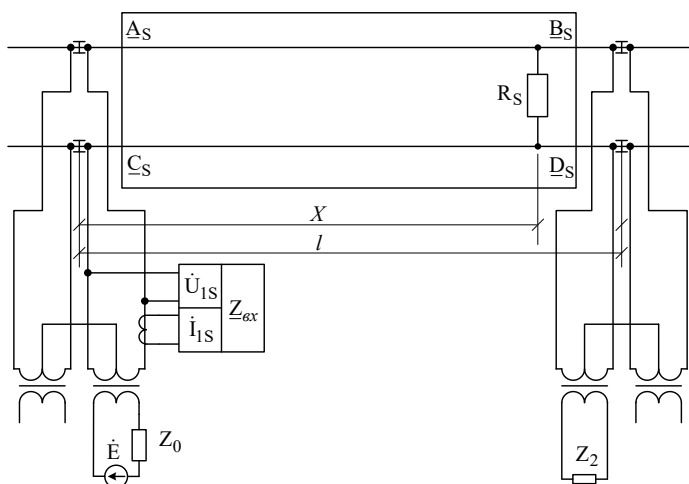 A_S B_S
R_S
C_S D_S
X
l
U̇_1S
Z_вх
İ_1S
Z_0
Ė
Z_2